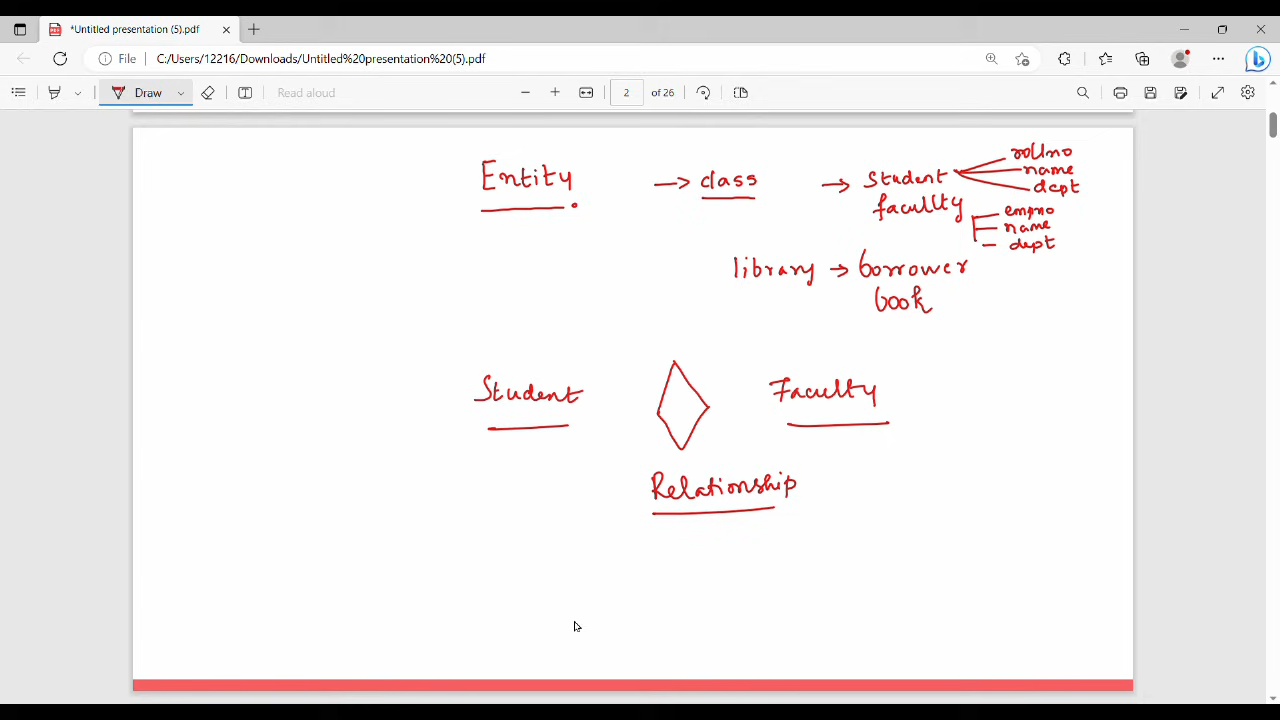 *Untitled presentation (5).pdf
File C:/Users/12216/Downloads/Untitled%20presentation%20(5).pdf
Draw Read aloud 2 of 26
Entity → class → Student rollno
name
dept
facullty empno
name
dept
library → borrower
book
Student Faculty
Relationship